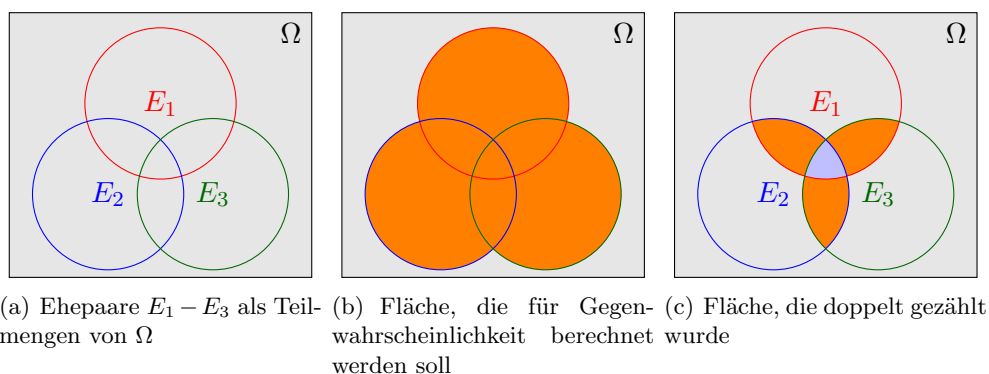 Ω
E₁
E₂
E₃
Ω
Ω
E₁
E₂
E₃
(a) Ehepaare E₁ – E₃ als Teil-
mengen von Ω
(b) Fläche, die für Gegen-
wahrscheinlichkeit berechnet
werden soll
(c) Fläche, die doppelt gezählt
wurde